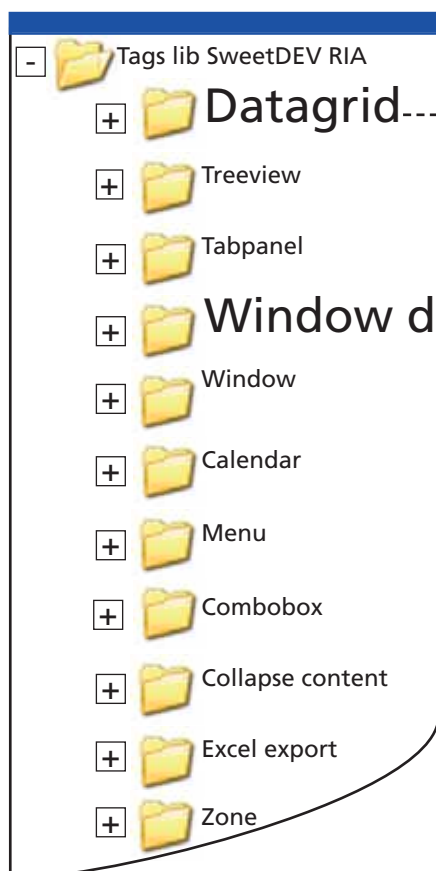 - Tags lib SweetDEV RIA
+ Datagrid---
+ Treeview
+ Tabpanel
+ Window d
+ Window
+ Calendar
+ Menu
+ Combobox
+ Collapse content
+ Excel export
+ Zone